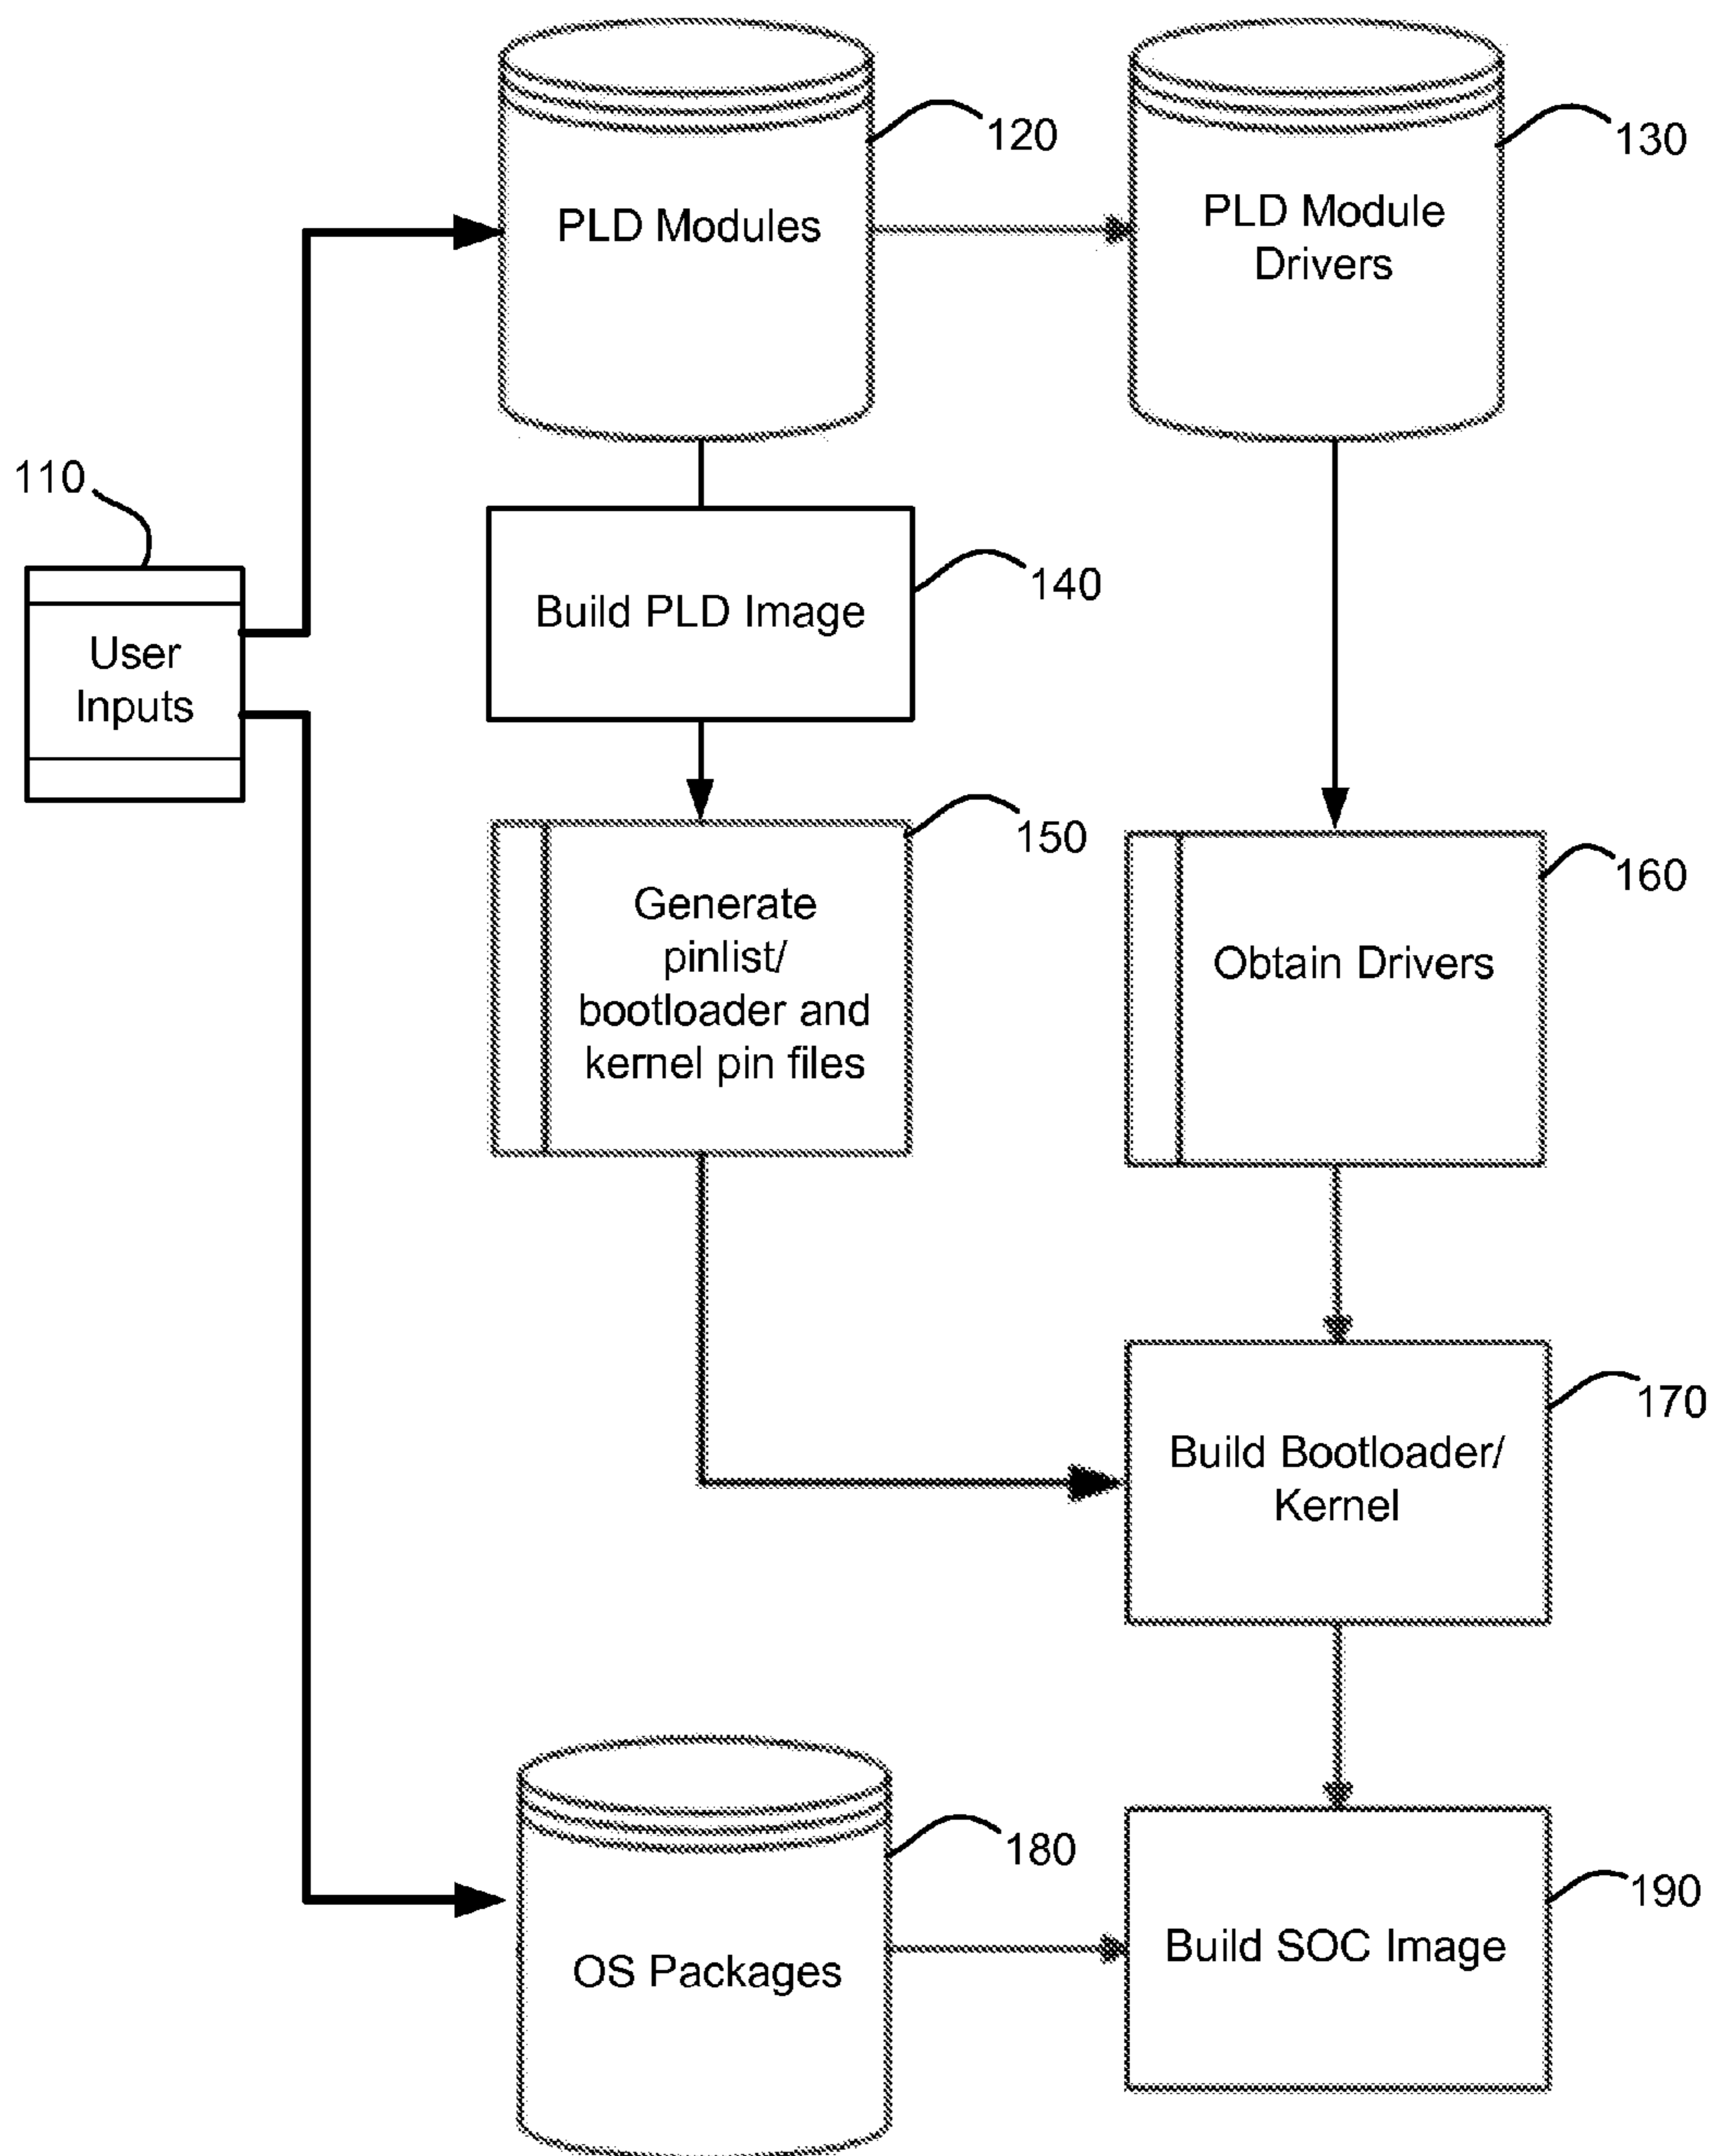 120
130
PLD Modules
PLD Module
Drivers
110
User
Inputs
Build PLD Image
140
150
Generate
pinlist/
bootloader and
kernel pin files
160
Obtain Drivers
170
Build Bootloader/
Kernel
180
OS Packages
190
Build SOC Image